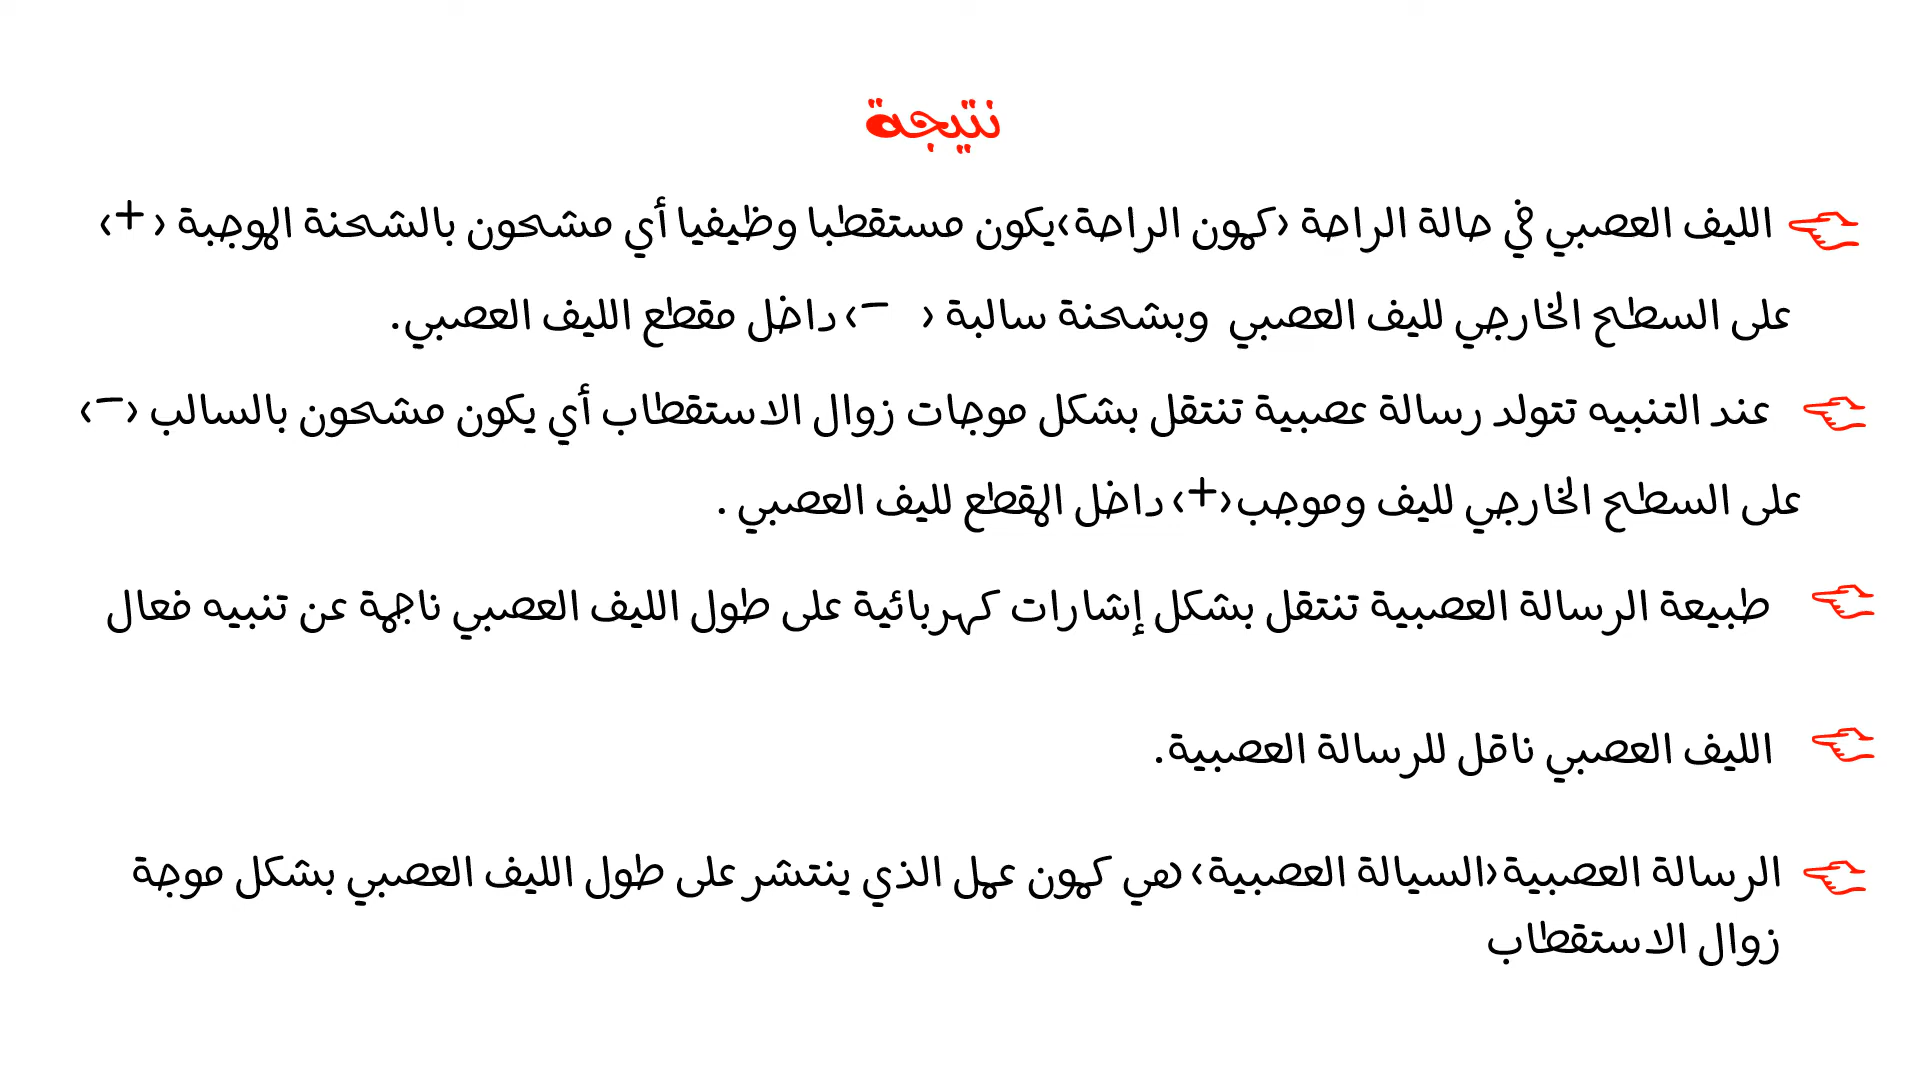 نتيجة
الليف العصبي في حالة الراحة (كمون الراحة)يكون مستقطبا وظيفيا أي مشحون بالشحنة الموجبة (+)
على السطح الخارجي لليف العصبي وبشحنة سالبة ( −) داخل مقطع الليف العصبي.
عند التنبيه تتولد رسالة عصبية تنتقل بشكل موجات زوال الاستقطاب أي يكون مشحون بالسالب (−)
على السطح الخارجي لليف وموجب(+) داخل المقطع لليف العصبي .
طبيعة الرسالة العصبية تنتقل بشكل إشارات كهربائية على طول الليف العصبي ناجمة عن تنبيه فعال
الليف العصبي ناقل للرسالة العصبية.
الرسالة العصبية(السيالة العصبية) هي كمون عمل الذي ينتشر على طول الليف العصبي بشكل موجة
زوال الاستقطاب